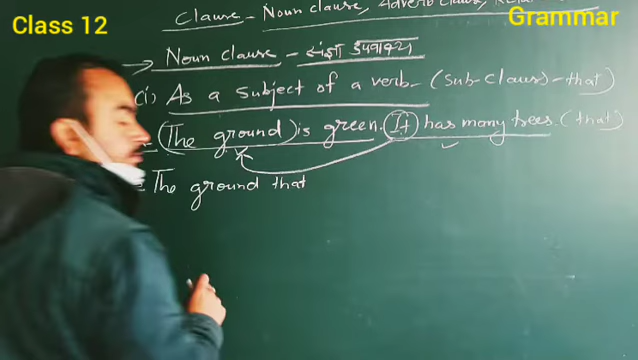 Class 12
Grammar
Clause - Noun clause, Adverb clause,
→ Noun clause - संज्ञा उपवाक्य
(i) As a subject of a verb - (Sub-Clause) - that)
(The ground) is green. (It) has many trees. (that)
The ground that